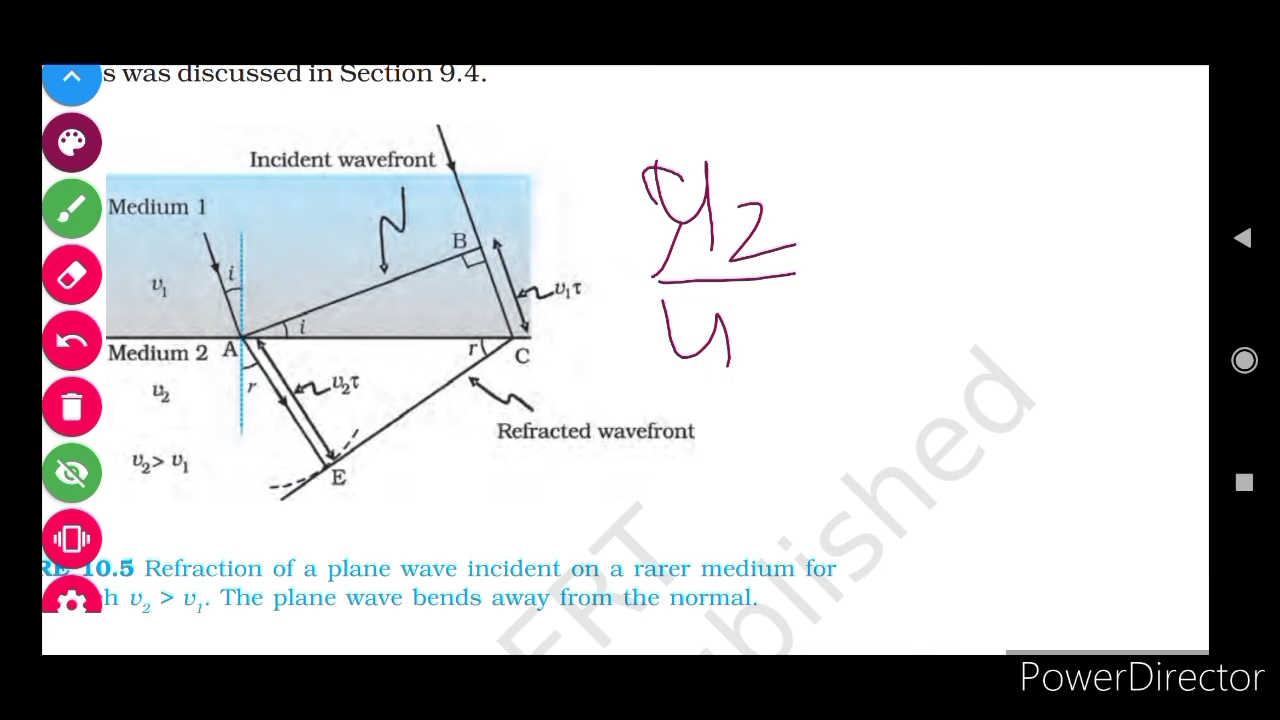 s was discussed in Section 9.4.
Incident wavefront
Medium 1
B
i
v₁
v₁τ
i
Medium 2
A
r
C
r
v₂τ
v₂
Refracted wavefront
v₂ > v₁
E
10.5 Refraction of a plane wave incident on a rarer medium for
h v₂ > v₁. The plane wave bends away from the normal.
ERT
blished
PowerDirector